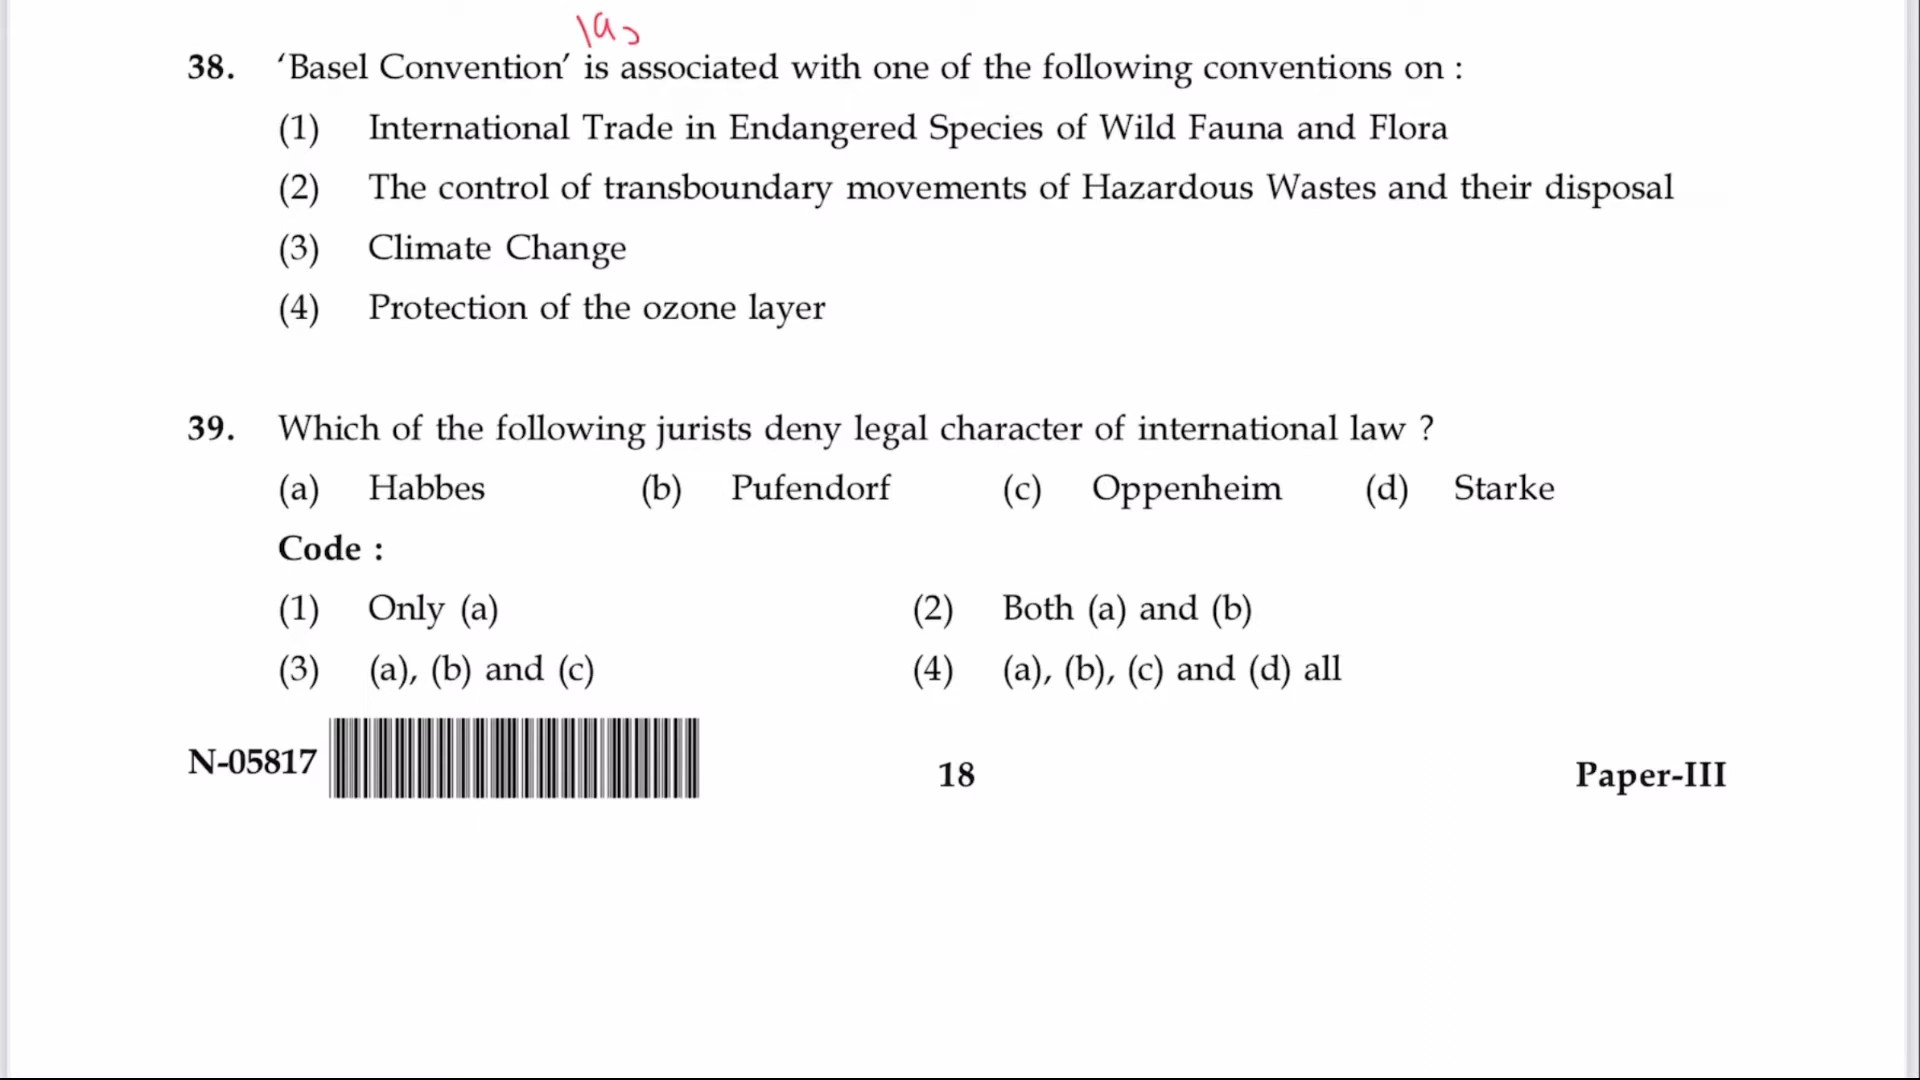 38. ‘Basel Convention’ is associated with one of the following conventions on :
(1) International Trade in Endangered Species of Wild Fauna and Flora
(2) The control of transboundary movements of Hazardous Wastes and their disposal
(3) Climate Change
(4) Protection of the ozone layer
39. Which of the following jurists deny legal character of international law ?
(a) Habbes (b) Pufendorf (c) Oppenheim (d) Starke
Code :
(1) Only (a) (2) Both (a) and (b)
(3) (a), (b) and (c) (4) (a), (b), (c) and (d) all
N-05817 18 Paper-III